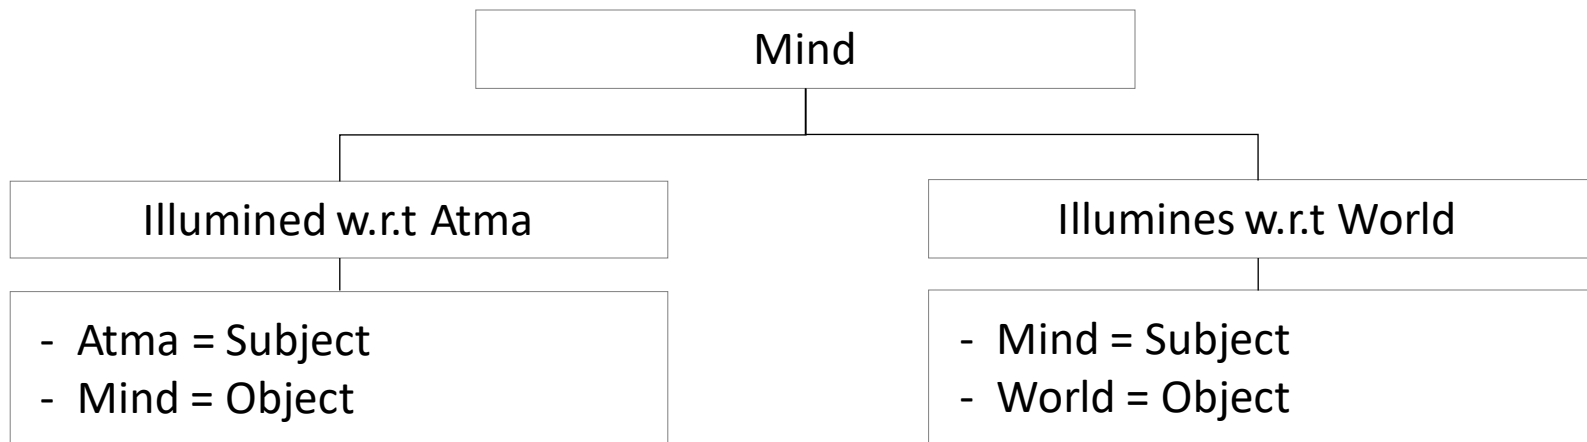 Mind
Illumined w.r.t Atma
Illumines w.r.t World
- Atma = Subject
- Mind = Object
- Mind = Subject
- World = Object